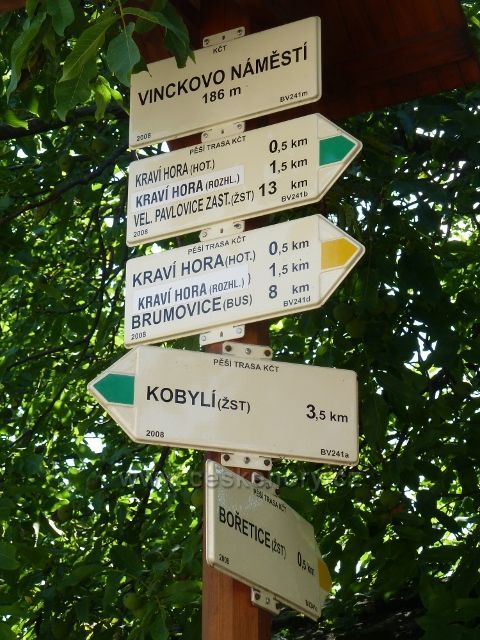 KČT
VINCKOVO NÁMĚSTÍ
186 m
2008 BV241m
PĚŠÍ TRASA KČT
KRAVÍ HORA (HOT.) 0,5 km
KRAVÍ HORA (ROZHL.) 1,5 km
VEL. PAVLOVICE ZAST.(ŽST) 13 km
2008 BV241b
PĚŠÍ TRASA KČT
KRAVÍ HORA (HOT.) 0,5 km
KRAVÍ HORA (ROZHL.) 1,5 km
BRUMOVICE (BUS) 8 km
2008 BV241d
PĚŠÍ TRASA KČT
KOBYLÍ (ŽST) 3,5 km
2008 BV241a
PĚŠÍ TRASA KČT
BOŘETICE (ŽST) 0,5 km
2008